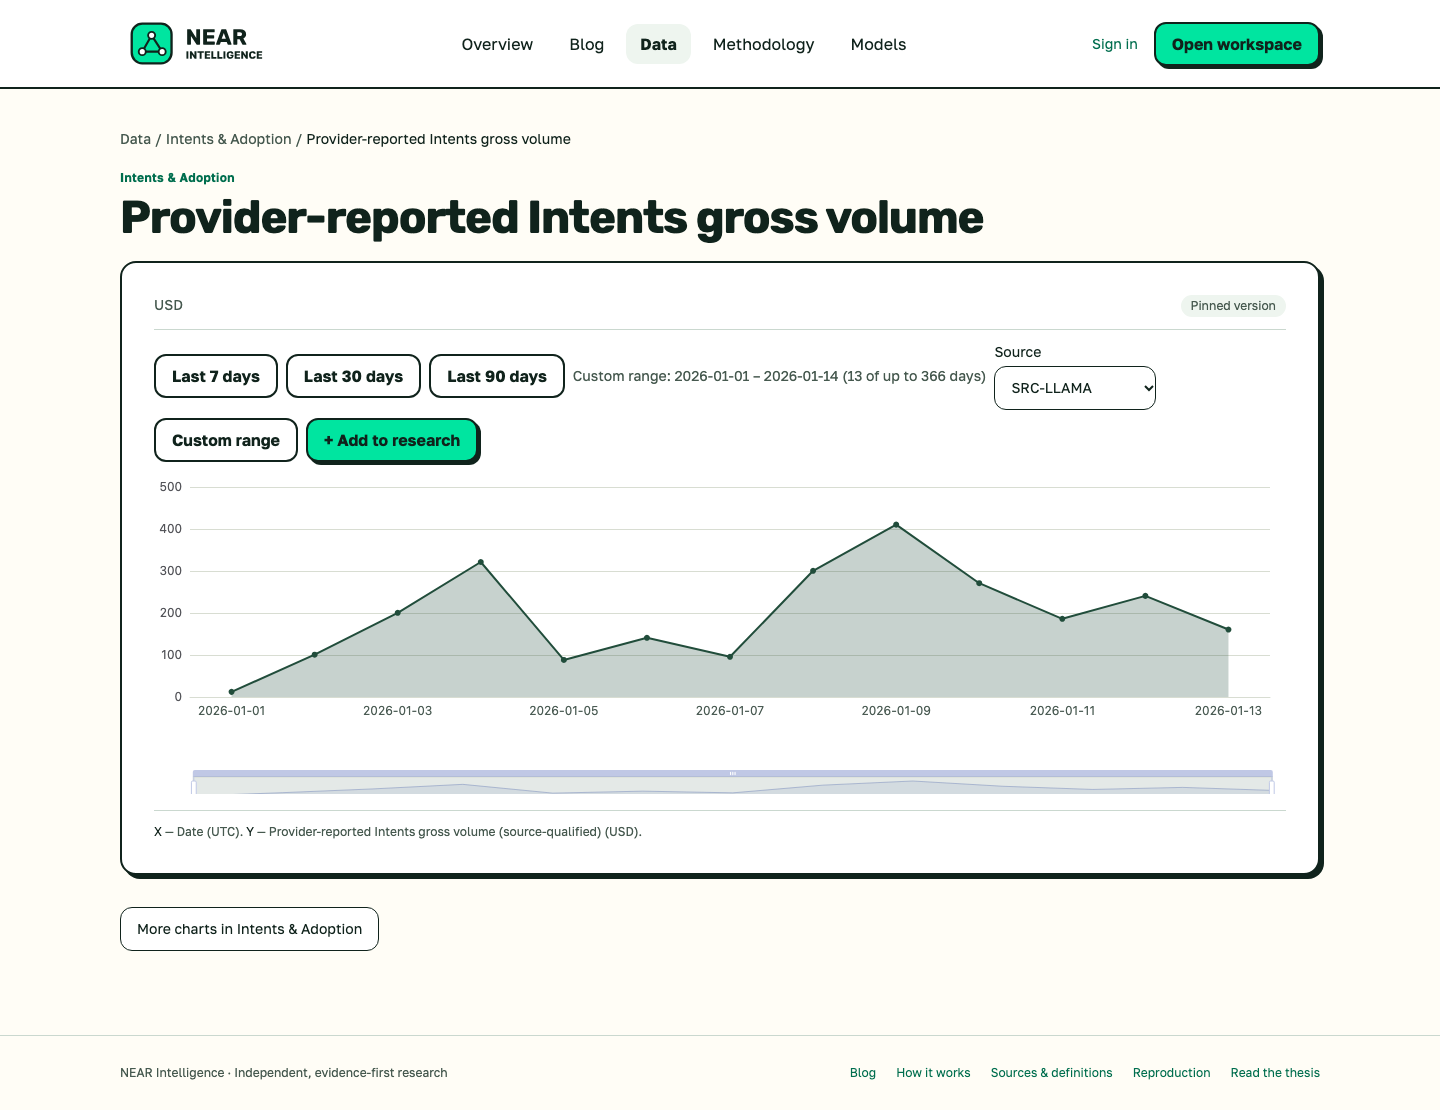 NEAR
INTELLIGENCE
Overview
Blog
Data
Methodology
Models
Sign in
Open workspace
Data / Intents & Adoption / Provider-reported Intents gross volume
Intents & Adoption
Provider-reported Intents gross volume
USD
Pinned version
Last 7 days
Last 30 days
Last 90 days
Custom range: 2026-01-01 – 2026-01-14 (13 of up to 366 days)
Source
SRC-LLAMA
Custom range
+ Add to research
500
400
300
200
100
0
2026-01-01
2026-01-03
2026-01-05
2026-01-07
2026-01-09
2026-01-11
2026-01-13
X — Date (UTC). Y — Provider-reported Intents gross volume (source-qualified) (USD).
More charts in Intents & Adoption
NEAR Intelligence · Independent, evidence-first research
Blog
How it works
Sources & definitions
Reproduction
Read the thesis